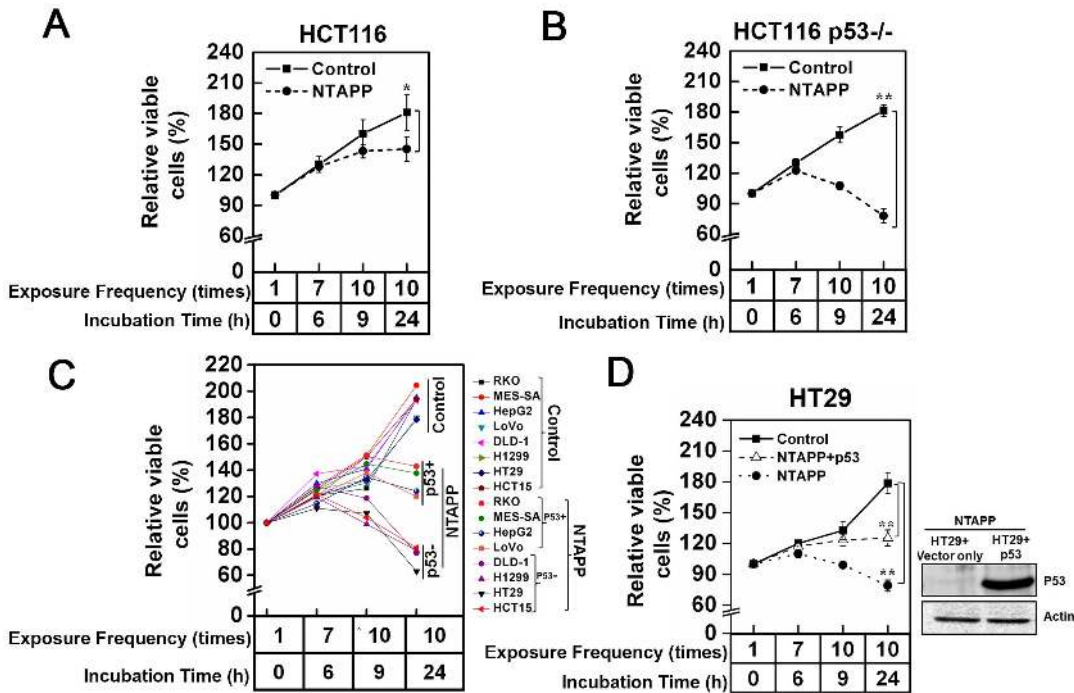 A
HCT116
Relative viable
cells (%)
240
210
180
150
120
90
60
0
Control
NTAPP
*
Exposure Frequency (times)
1 7 10 10
Incubation Time (h)
0 6 9 24
B
HCT116 p53-/-
Relative viable
cells (%)
240
210
180
150
120
90
60
0
Control
NTAPP
**
Exposure Frequency (times)
1 7 10 10
Incubation Time (h)
0 6 9 24
C
Relative viable
cells (%)
220
200
180
160
140
120
100
80
60
0
Control
p53+
p53-
NTAPP
RKO
MES-SA
HepG2
LoVo
DLD-1
H1299
HT29
HCT15
Control
RKO
MES-SA
HepG2
LoVo
P53+
DLD-1
H1299
HT29
HCT15
P53-
NTAPP
Exposure Frequency (times)
1 7 10 10
Incubation Time (h)
0 6 9 24
D
HT29
Relative viable
cells (%)
240
210
180
150
120
90
60
0
Control
NTAPP+p53
NTAPP
**
**
Exposure Frequency (times)
1 7 10 10
Incubation Time (h)
0 6 9 24
NTAPP
HT29+
Vector only
HT29+
p53
P53
Actin